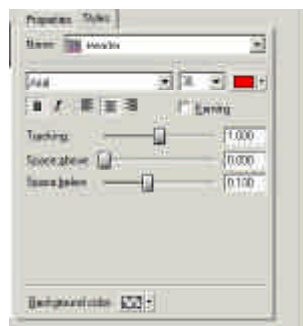 Properties Styles
Name: Header
Arial 36
B I Kerning
Tracking: 1.000
Space above: 0.000
Space below: 0.100
Background color: